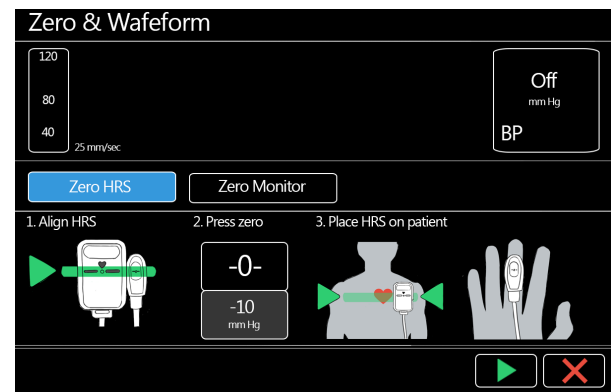 Zero & Wafeform
120
80
40
25 mm/sec
Off
mm Hg
BP
Zero HRS
Zero Monitor
1. Align HRS
2. Press zero
3. Place HRS on patient
-0-
-10
mm Hg